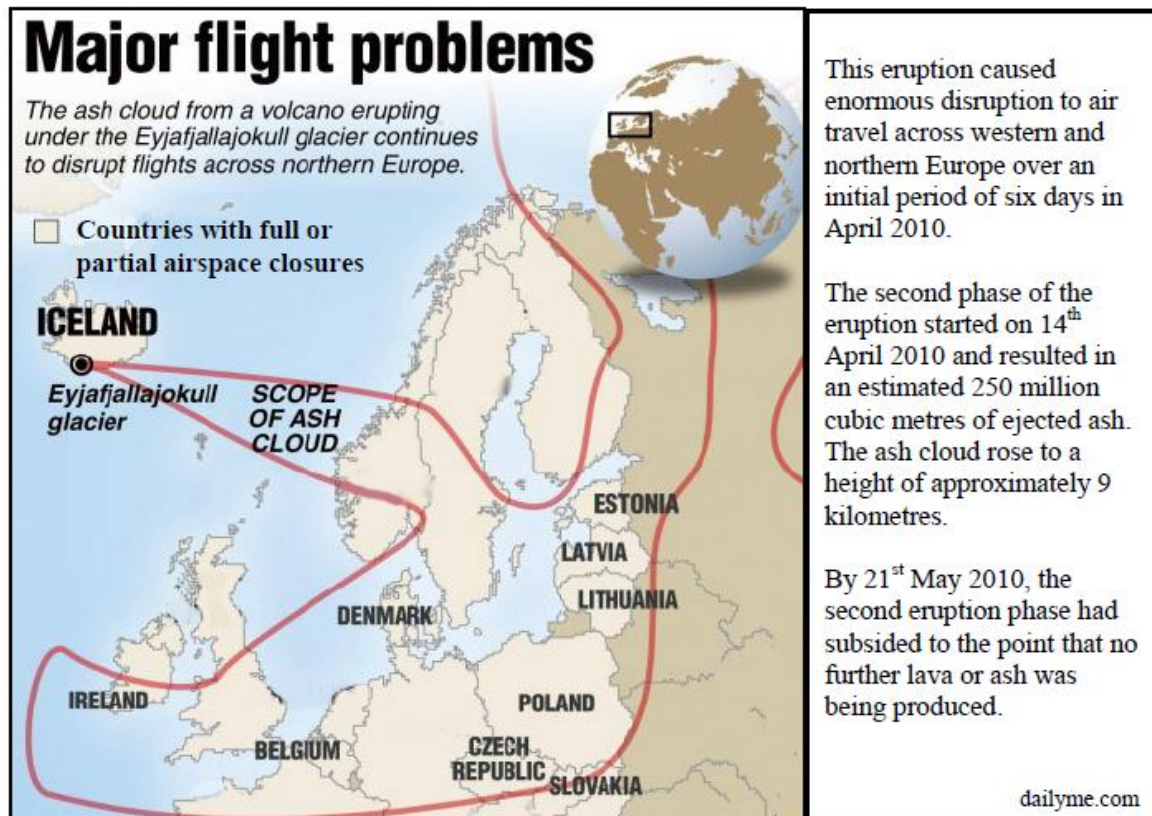 Major flight problems
The ash cloud from a volcano erupting
under the Eyjafjallajokull glacier continues
to disrupt flights across northern Europe.
Countries with full or
partial airspace closures
ICELAND
Eyjafjallajokull
glacier
SCOPE
OF ASH
CLOUD
ESTONIA
LATVIA
LITHUANIA
DENMARK
IRELAND
POLAND
BELGIUM
CZECH
REPUBLIC
SLOVAKIA
This eruption caused
enormous disruption to air
travel across western and
northern Europe over an
initial period of six days in
April 2010.
The second phase of the
eruption started on 14th
April 2010 and resulted in
an estimated 250 million
cubic metres of ejected ash.
The ash cloud rose to a
height of approximately 9
kilometres.
By 21st May 2010, the
second eruption phase had
subsided to the point that no
further lava or ash was
being produced.
dailyme.com